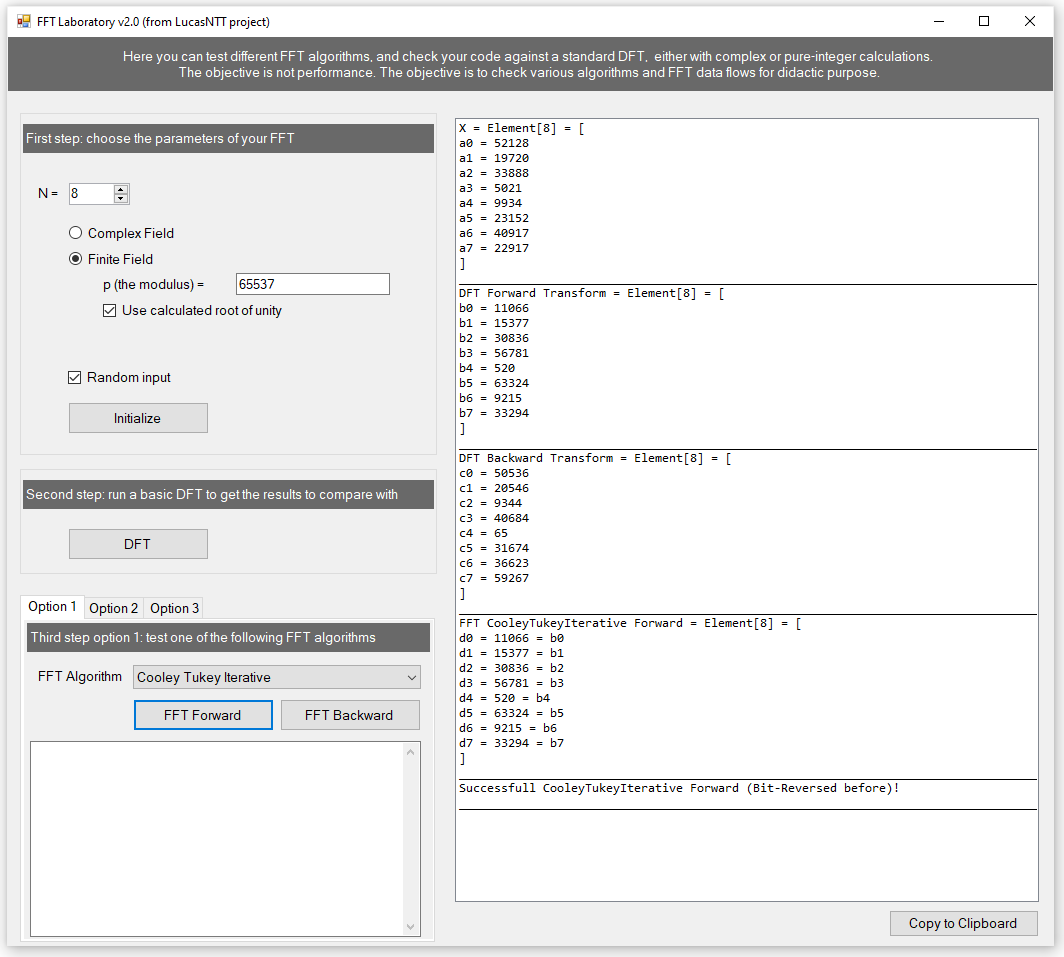 FFT Laboratory v2.0 (from LucasNTT project)
Here you can test different FFT algorithms, and check your code against a standard DFT, either with complex or pure-integer calculations.
The objective is not performance. The objective is to check various algorithms and FFT data flows for didactic purpose.
First step: choose the parameters of your FFT
N = 8
Complex Field
Finite Field
p (the modulus) = 65537
Use calculated root of unity
Random input
Initialize
Second step: run a basic DFT to get the results to compare with
DFT
Option 1 Option 2 Option 3
Third step option 1: test one of the following FFT algorithms
FFT Algorithm Cooley Tukey Iterative
FFT Forward FFT Backward
X = Element[8] = [
a0 = 52128
a1 = 19720
a2 = 33888
a3 = 5021
a4 = 9934
a5 = 23152
a6 = 40917
a7 = 22917
]
DFT Forward Transform = Element[8] = [
b0 = 11066
b1 = 15377
b2 = 30836
b3 = 56781
b4 = 520
b5 = 63324
b6 = 9215
b7 = 33294
]
DFT Backward Transform = Element[8] = [
c0 = 50536
c1 = 20546
c2 = 9344
c3 = 40684
c4 = 65
c5 = 31674
c6 = 36623
c7 = 59267
]
FFT CooleyTukeyIterative Forward = Element[8] = [
d0 = 11066 = b0
d1 = 15377 = b1
d2 = 30836 = b2
d3 = 56781 = b3
d4 = 520 = b4
d5 = 63324 = b5
d6 = 9215 = b6
d7 = 33294 = b7
]
Successfull CooleyTukeyIterative Forward (Bit-Reversed before)!
Copy to Clipboard